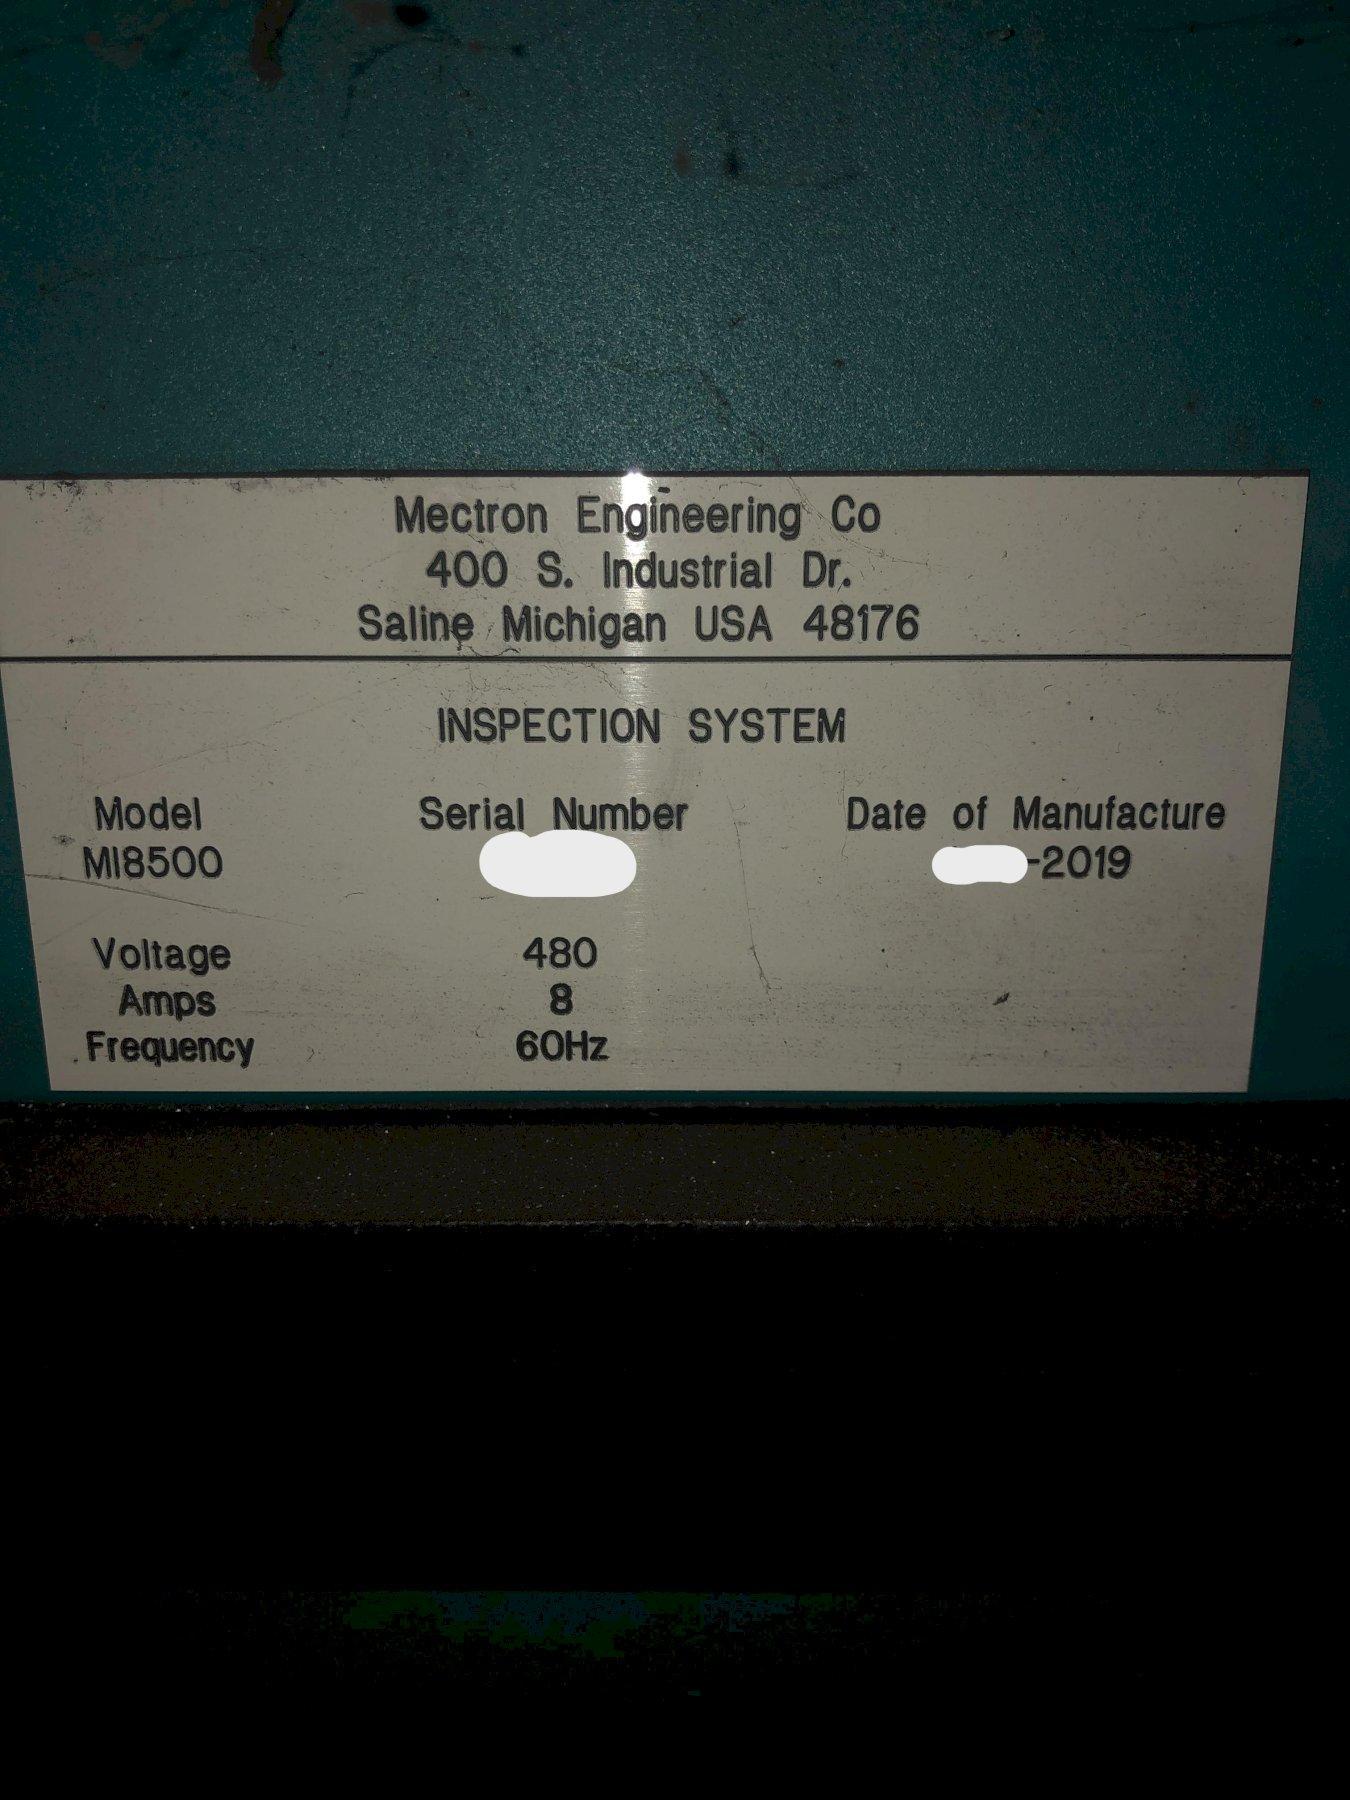 Mectron Engineering Co
400 S. Industrial Dr.
Saline Michigan USA 48176
INSPECTION SYSTEM
Model Serial Number Date of Manufacture
MI8500 -2019
Voltage 480
Amps 8
Frequency 60Hz